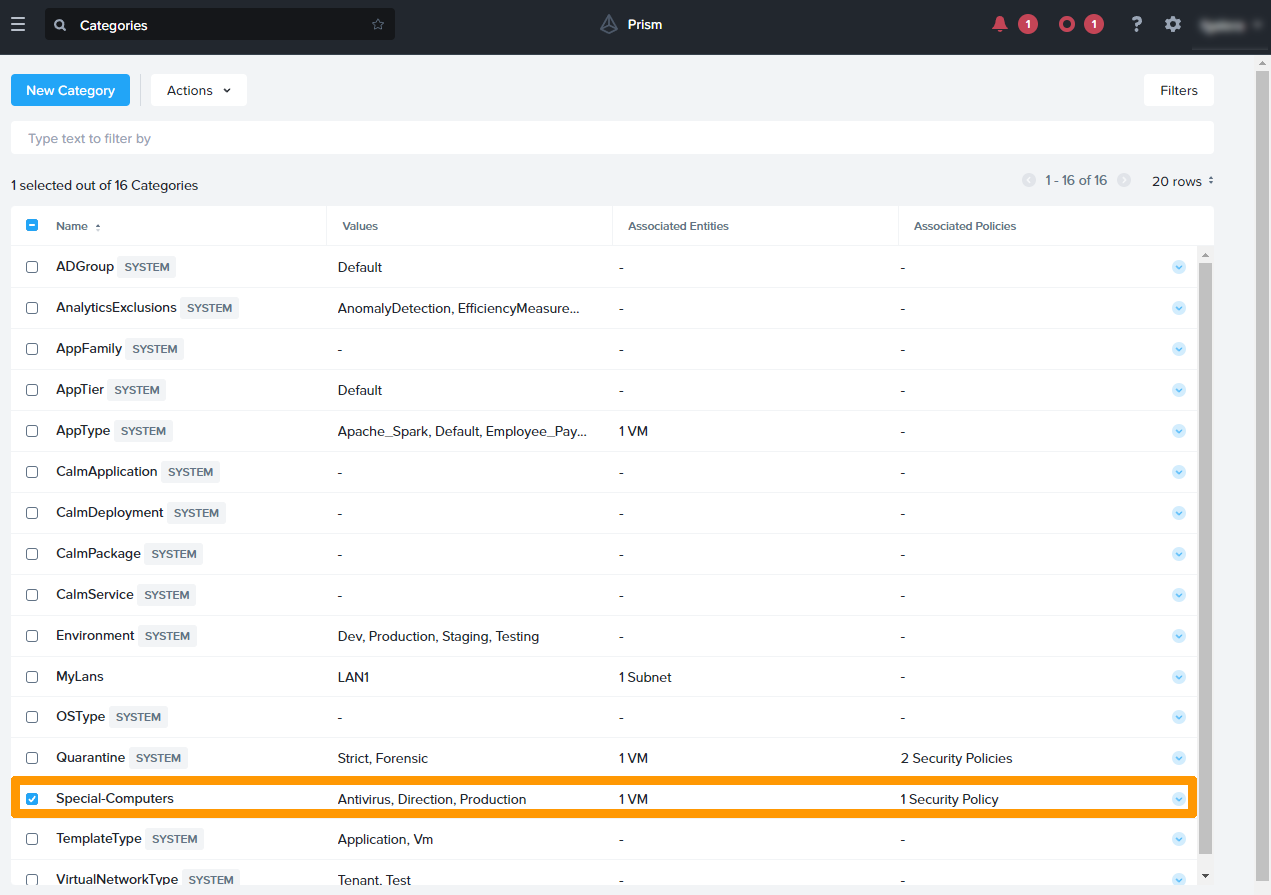 Categories Prism 1 1 ?
New Category Actions Filters
Type text to filter by
1 selected out of 16 Categories 1 - 16 of 16 20 rows
Name Values Associated Entities Associated Policies
ADGroup SYSTEM Default - -
AnalyticsExclusions SYSTEM AnomalyDetection, EfficiencyMeasure... - -
AppFamily SYSTEM - - -
AppTier SYSTEM Default - -
AppType SYSTEM Apache_Spark, Default, Employee_Pay... 1 VM -
CalmApplication SYSTEM - - -
CalmDeployment SYSTEM - - -
CalmPackage SYSTEM - - -
CalmService SYSTEM - - -
Environment SYSTEM Dev, Production, Staging, Testing - -
MyLans LAN1 1 Subnet -
OSType SYSTEM - - -
Quarantine SYSTEM Strict, Forensic 1 VM 2 Security Policies
Special-Computers Antivirus, Direction, Production 1 VM 1 Security Policy
TemplateType SYSTEM Application, Vm - -
VirtualNetworkType SYSTEM Tenant, Test - -